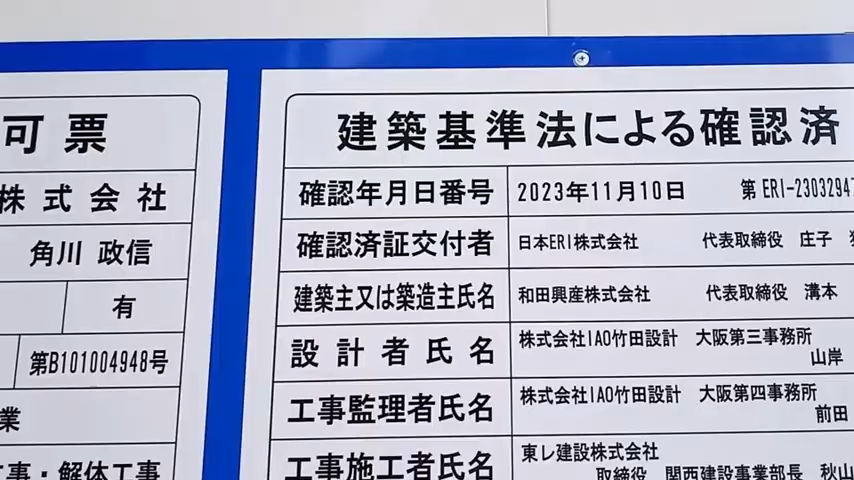 可票
株式会社
角川 政信
有
第B101004948号
業
工事・解体工事
建築基準法による確認済
確認年月日番号 2023年11月10日 第 ERI-2303294
確認済証交付者 日本ERI株式会社 代表取締役 庄子
建築主又は築造主氏名 和田興産株式会社 代表取締役 溝本
設計者氏名 株式会社IAO竹田設計 大阪第三事務所
山岸
工事監理者氏名 株式会社IAO竹田設計 大阪第四事務所
前田
工事施工者氏名 東レ建設株式会社
取締役 関西建設事業部長 秋山